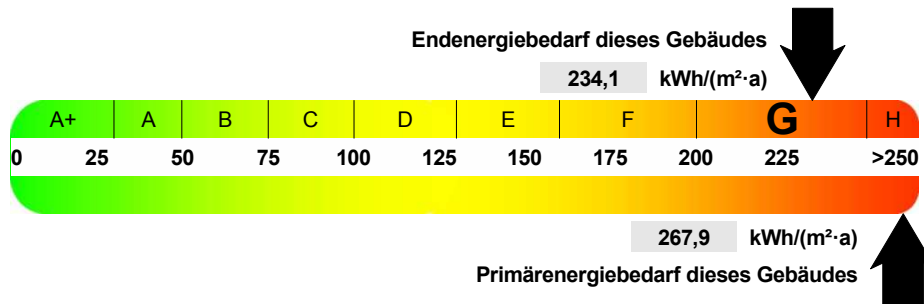 Endenergiebedarf dieses Gebäudes
234,1 kWh/(m²·a)
A+ A B C D E F G H
0 25 50 75 100 125 150 175 200 225 >250
267,9 kWh/(m²·a)
Primärenergiebedarf dieses Gebäudes